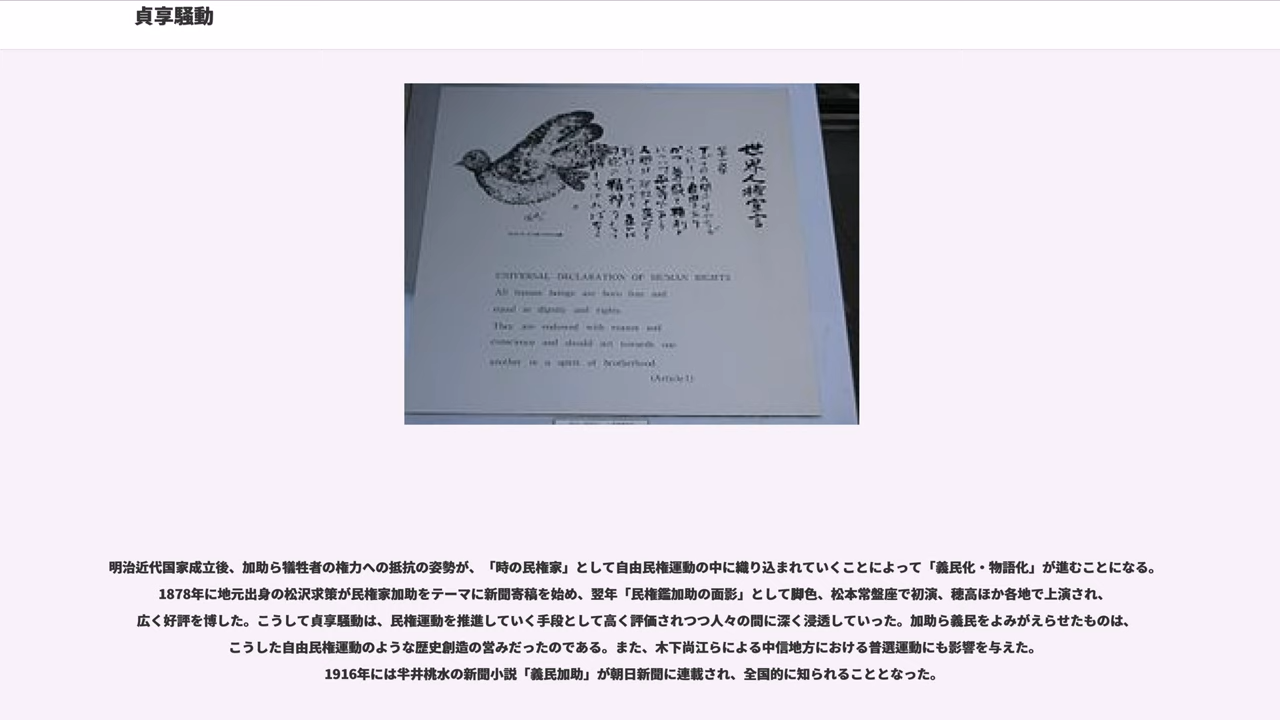 貞享騒動
世界人権宣言
UNIVERSAL DECLARATION OF HUMAN RIGHTS
All human beings are born free and
equal in dignity and rights.
They are endowed with reason and
conscience and should act towards one
another in a spirit of brotherhood.
(Article 1)
明治近代国家成立後、加助ら犠牲者の権力への抵抗の姿勢が、「時の民権家」として自由民権運動の中に織り込まれていくことによって「義民化・物語化」が進むことになる。
1878年に地元出身の松沢求策が民権家加助をテーマに新聞寄稿を始め、翌年「民権鑑加助の面影」として脚色、松本常盤座で初演、穂高ほか各地で上演され、
広く好評を博した。こうして貞享騒動は、民権運動を推進していく手段として高く評価されつつ人々の間に深く浸透していった。加助ら義民をよみがえらせたものは、
こうした自由民権運動のような歴史創造の営みだったのである。また、木下尚江らによる中信地方における普選運動にも影響を与えた。
1916年には半井桃水の新聞小説「義民加助」が朝日新聞に連載され、全国的に知られることとなった。